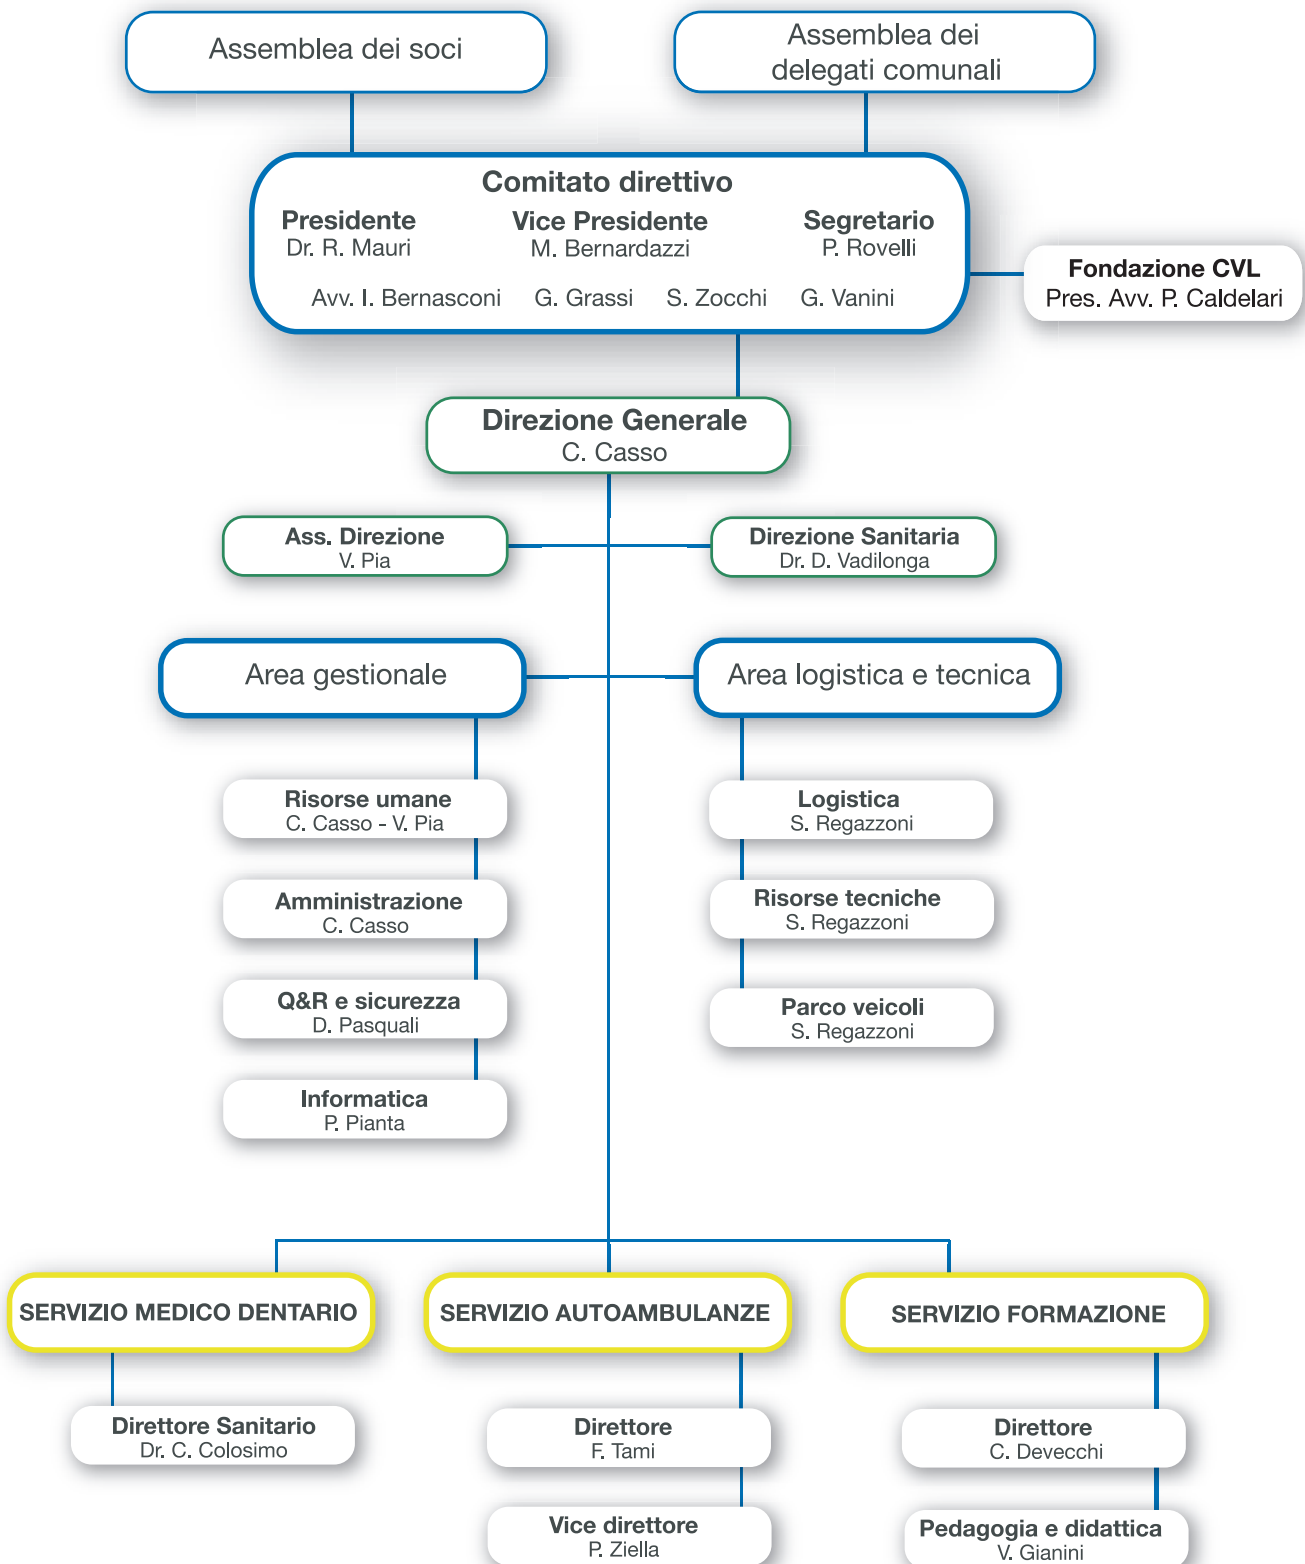 Assemblea dei soci
Assemblea dei
delegati comunali
Comitato direttivo
Presidente
Dr. R. Mauri
Vice Presidente
M. Bernardazzi
Segretario
P. Rovelli
Avv. I. Bernasconi G. Grassi S. Zocchi G. Vanini
Fondazione CVL
Pres. Avv. P. Caldelari
Direzione Generale
C. Casso
Ass. Direzione
V. Pia
Direzione Sanitaria
Dr. D. Vadilonga
Area gestionale
Area logistica e tecnica
Risorse umane
C. Casso - V. Pia
Amministrazione
C. Casso
Q&R e sicurezza
D. Pasquali
Informatica
P. Pianta
Logistica
S. Regazzoni
Risorse tecniche
S. Regazzoni
Parco veicoli
S. Regazzoni
SERVIZIO MEDICO DENTARIO
Direttore Sanitario
Dr. C. Colosimo
SERVIZIO AUTOAMBULANZE
Direttore
F. Tami
Vice direttore
P. Ziella
SERVIZIO FORMAZIONE
Direttore
C. Devecchi
Pedagogia e didattica
V. Gianini